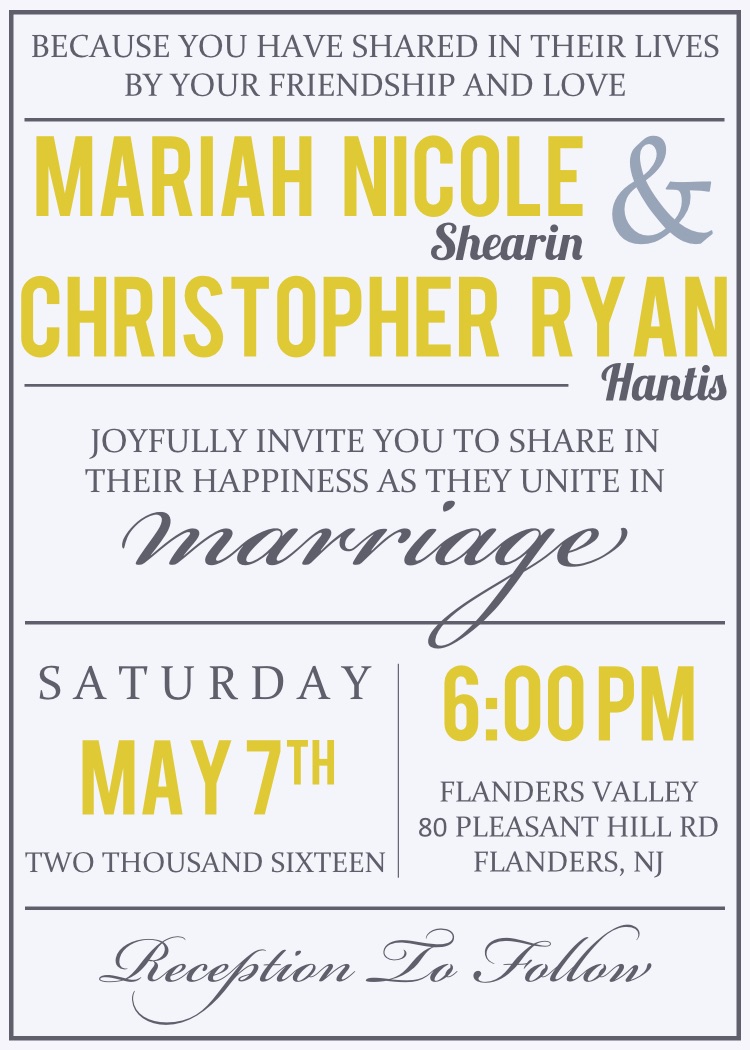 BECAUSE YOU HAVE SHARED IN THEIR LIVES
BY YOUR FRIENDSHIP AND LOVE
MARIAH NICOLE &
Shearin
CHRISTOPHER RYAN
Hantis
JOYFULLY INVITE YOU TO SHARE IN
THEIR HAPPINESS AS THEY UNITE IN
marriage
SATURDAY
MAY 7TH
TWO THOUSAND SIXTEEN
6:00 PM
FLANDERS VALLEY
80 PLEASANT HILL RD
FLANDERS, NJ
Reception To Follow